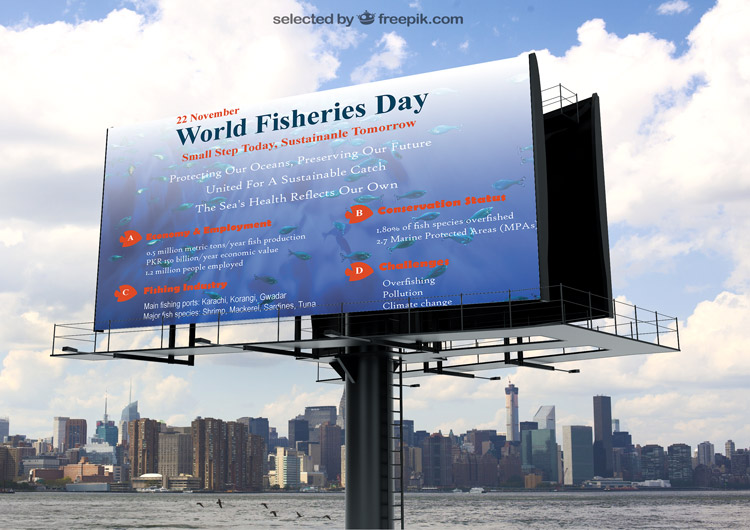 selected by freepik.com
22 November
World Fisheries Day
Small Step Today, Sustainanle Tomorrow
Protecting Our Oceans, Preserving Our Future
United For A Sustainable Catch
The Sea's Health Reflects Our Own
A Economy & Employment
0.5 million metric tons/year fish production
PKR 150 billion/year economic value
1.2 million people employed
B Conservation Status
1.80% of fish species overfished
2.7 Marine Protected Areas (MPAs)
C Fishing Industry
Main fishing ports: Karachi, Korangi, Gwadar
Major fish species: Shrimp, Mackerel, Sardines, Tuna
D Challenges
Overfishing
Pollution
Climate change